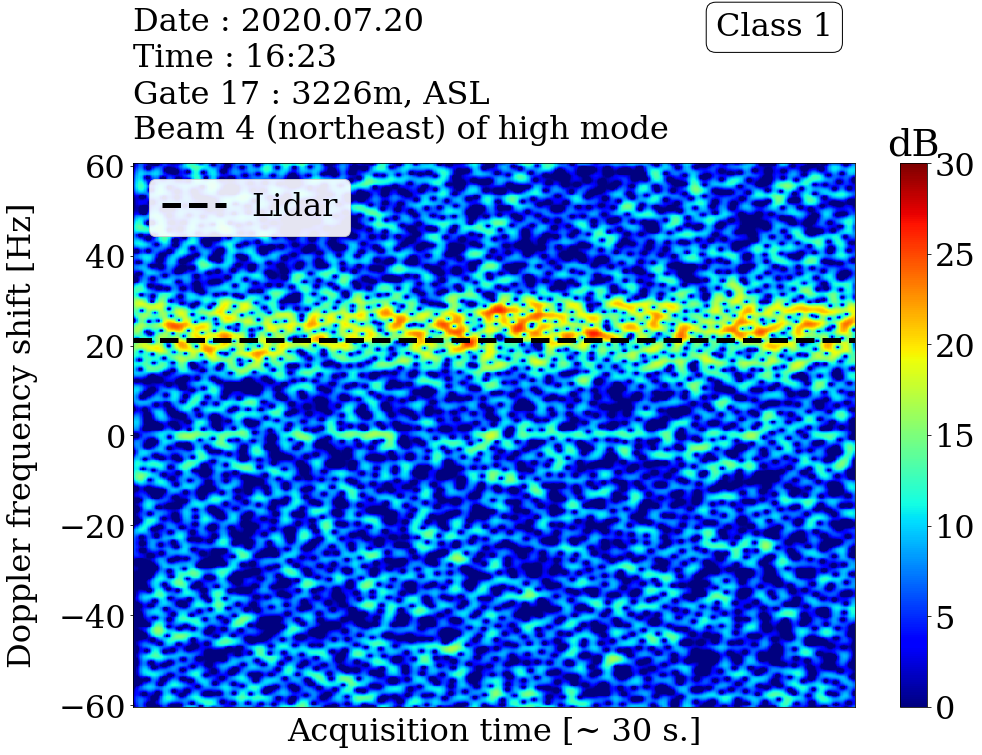 Date : 2020.07.20
Time : 16:23
Gate 17 : 3226m, ASL
Beam 4 (northeast) of high mode
Class 1
dB
Lidar
Doppler frequency shift [Hz]
60
40
20
0
−20
−40
−60
Acquisition time [~ 30 s.]
30
25
20
15
10
5
0